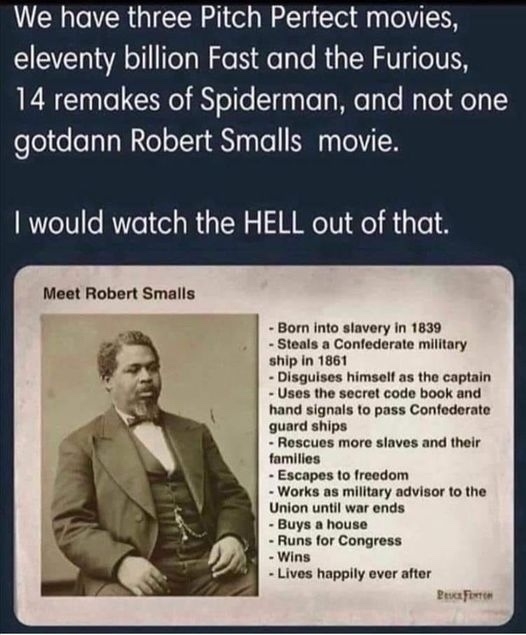 We have three Pitch Perfect movies,
eleventy billion Fast and the Furious,
14 remakes of Spiderman, and not one
gotdann Robert Smalls movie.
I would watch the HELL out of that.
Meet Robert Smalls
- Born into slavery in 1839
- Steals a Confederate military
ship in 1861
- Disguises himself as the captain
- Uses the secret code book and
hand signals to pass Confederate
guard ships
- Rescues more slaves and their
families
- Escapes to freedom
- Works as military advisor to the
Union until war ends
- Buys a house
- Runs for Congress
- Wins
- Lives happily ever after
BRUCE FENTON